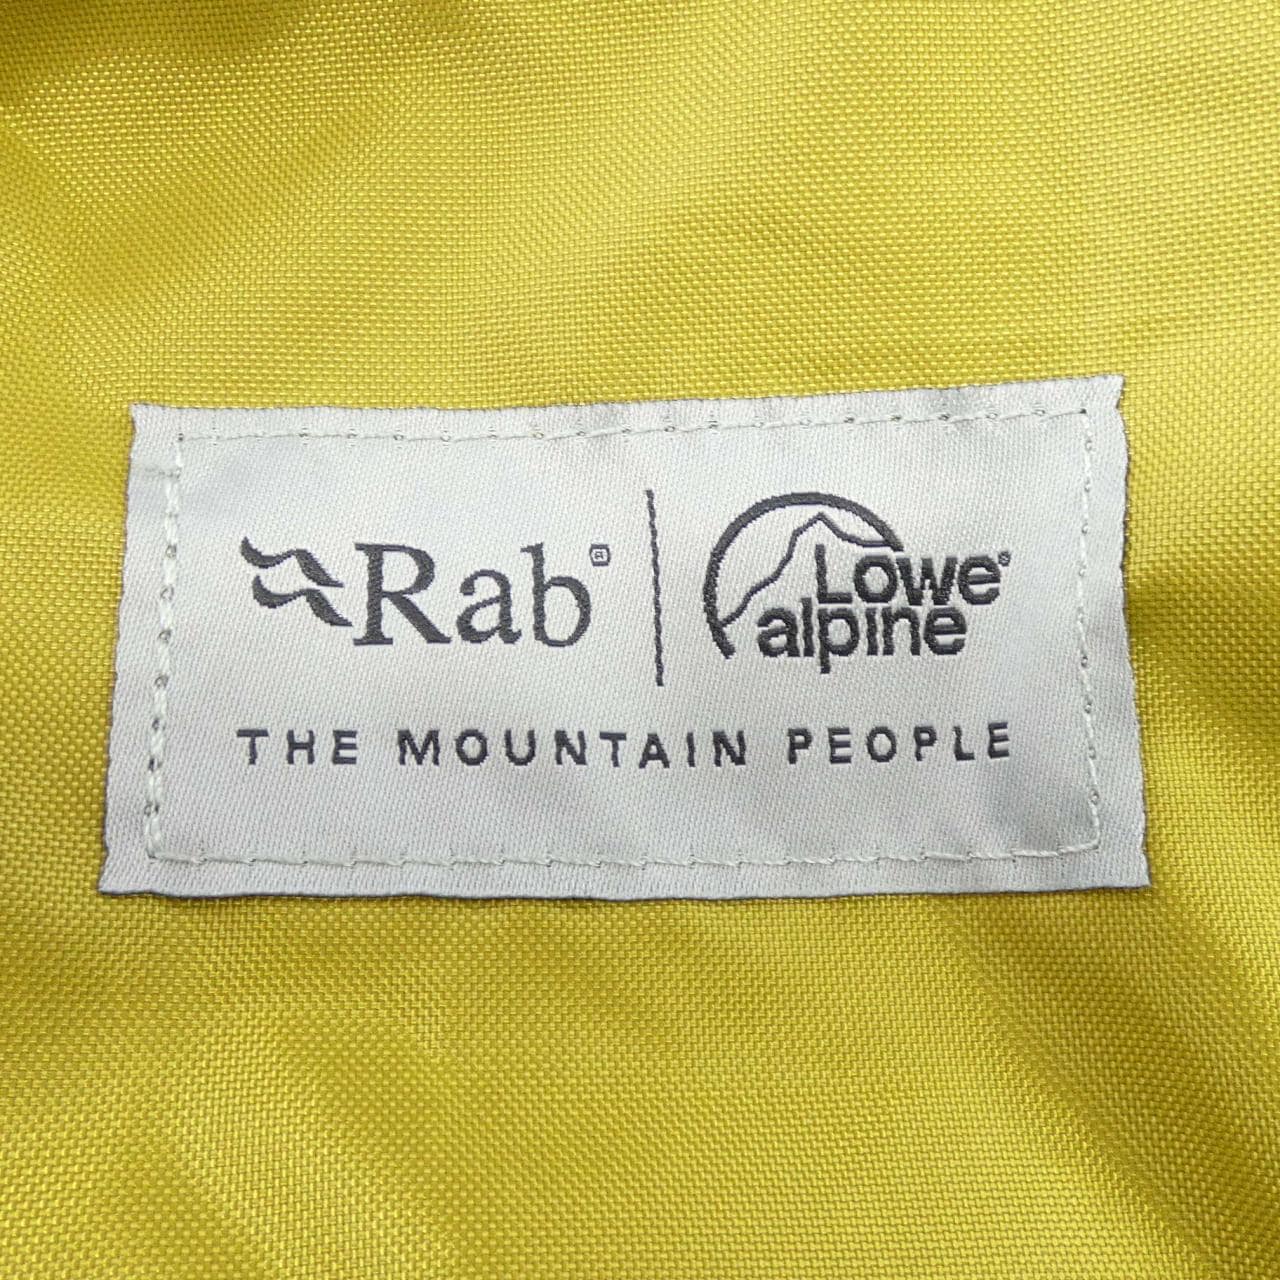 Rab® | Lowe alpine®
THE MOUNTAIN PEOPLE